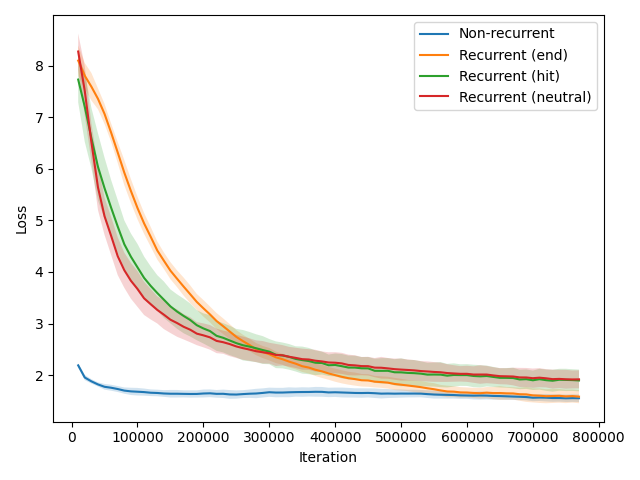 Non-recurrent
Recurrent (end)
Recurrent (hit)
Recurrent (neutral)
Loss
8
7
6
5
4
3
2
0 100000 200000 300000 400000 500000 600000 700000 800000
Iteration